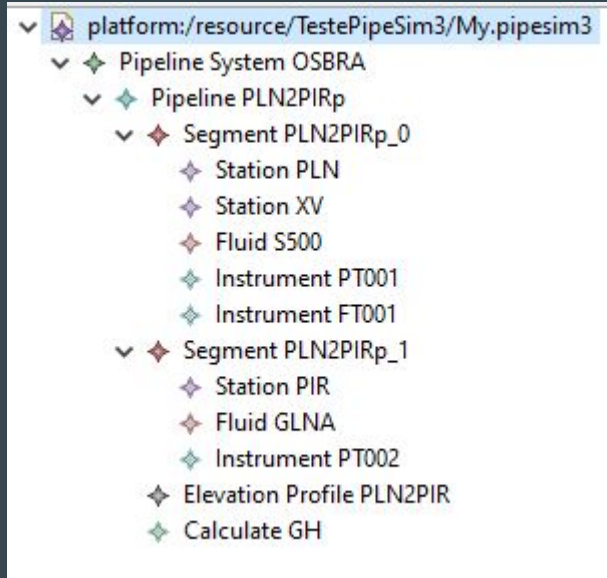 platform:/resource/TestePipeSim3/My.pipesim3
Pipeline System OSBRA
Pipeline PLN2PIRp
Segment PLN2PIRp_0
Station PLN
Station XV
Fluid S500
Instrument PT001
Instrument FT001
Segment PLN2PIRp_1
Station PIR
Fluid GLNA
Instrument PT002
Elevation Profile PLN2PIR
Calculate GH